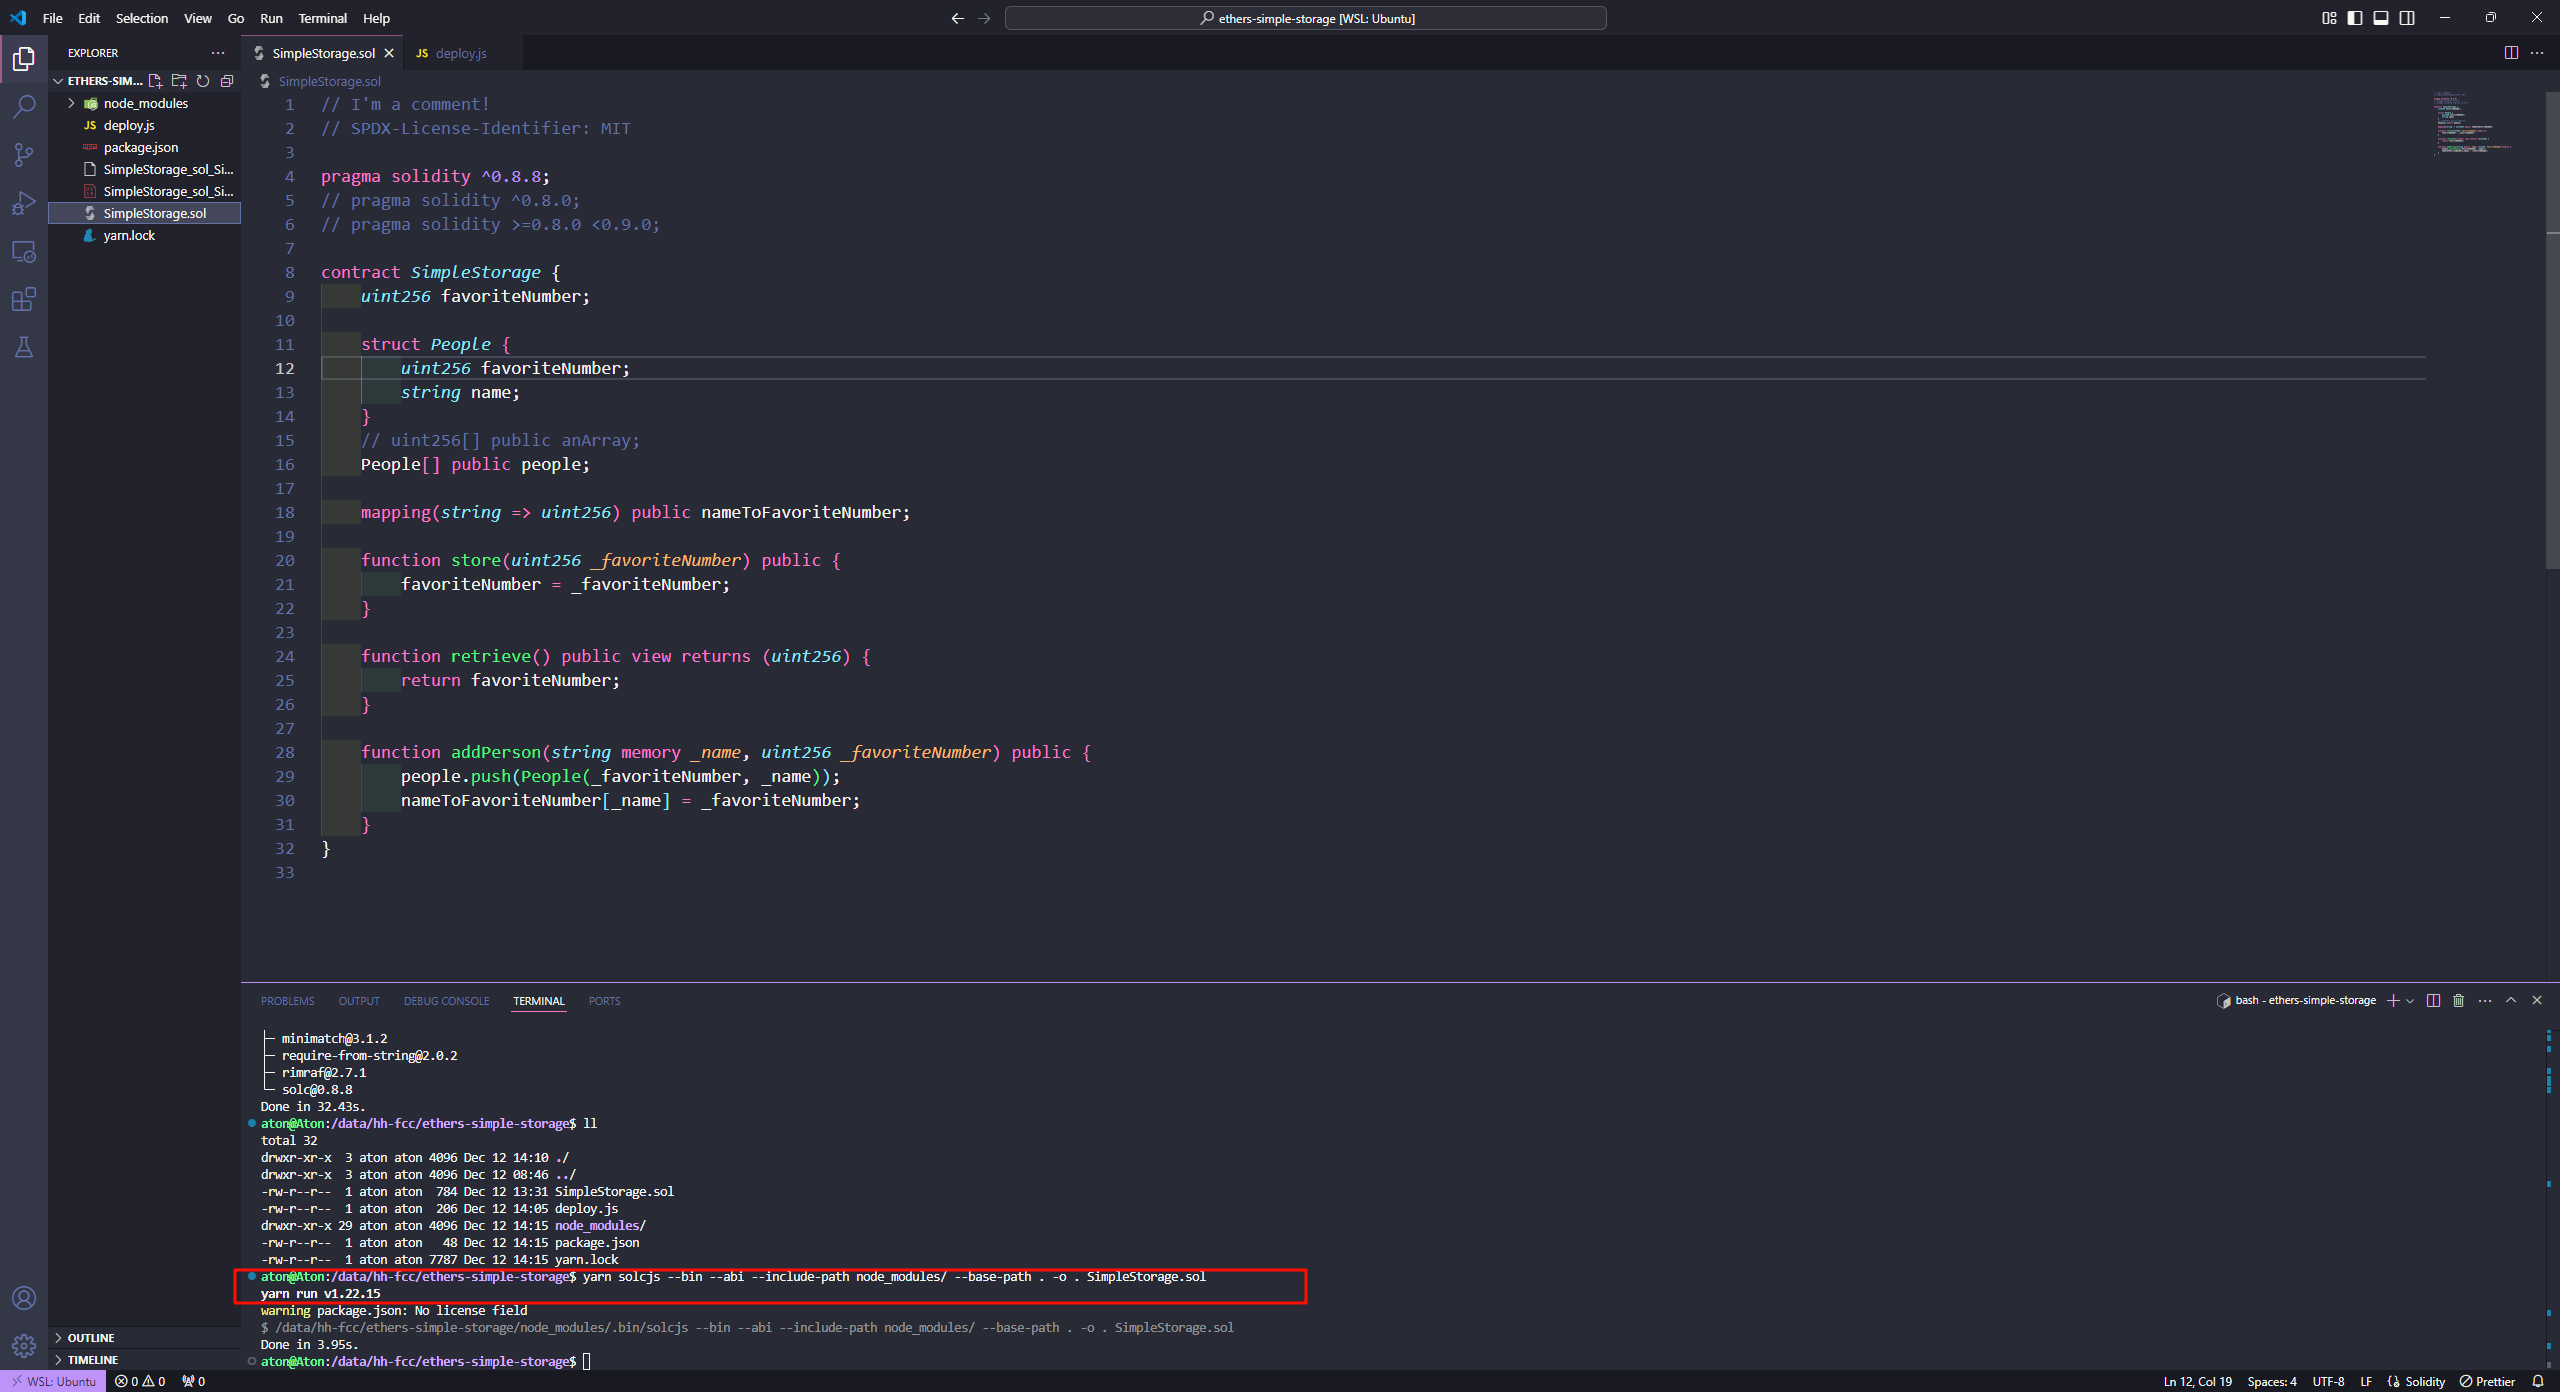 File Edit Selection View Go Run Terminal Help
ethers-simple-storage [WSL: Ubuntu]
EXPLORER
ETHERS-SIM...
node_modules
JS deploy.js
package.json
SimpleStorage_sol_Si...
SimpleStorage_sol_Si...
SimpleStorage.sol
yarn.lock
OUTLINE
TIMELINE
SimpleStorage.sol
JS deploy.js
SimpleStorage.sol
1 // I'm a comment!
2 // SPDX-License-Identifier: MIT
3
4 pragma solidity ^0.8.8;
5 // pragma solidity ^0.8.0;
6 // pragma solidity >=0.8.0 <0.9.0;
7
8 contract SimpleStorage {
9 uint256 favoriteNumber;
10
11 struct People {
12 uint256 favoriteNumber;
13 string name;
14 }
15 // uint256[] public anArray;
16 People[] public people;
17
18 mapping(string => uint256) public nameToFavoriteNumber;
19
20 function store(uint256 _favoriteNumber) public {
21 favoriteNumber = _favoriteNumber;
22 }
23
24 function retrieve() public view returns (uint256) {
25 return favoriteNumber;
26 }
27
28 function addPerson(string memory _name, uint256 _favoriteNumber) public {
29 people.push(People(_favoriteNumber, _name));
30 nameToFavoriteNumber[_name] = _favoriteNumber;
31 }
32 }
33
PROBLEMS OUTPUT DEBUG CONSOLE TERMINAL PORTS
bash - ethers-simple-storage
├─ minimatch@3.1.2
├─ require-from-string@2.0.2
├─ rimraf@2.7.1
└─ solc@0.8.8
Done in 32.43s.
aton@Aton:/data/hh-fcc/ethers-simple-storage$ ll
total 32
drwxr-xr-x  3 aton aton 4096 Dec 12 14:10 ./
drwxr-xr-x  3 aton aton 4096 Dec 12 08:46 ../
-rw-r--r--  1 aton aton  784 Dec 12 13:31 SimpleStorage.sol
-rw-r--r--  1 aton aton  206 Dec 12 14:05 deploy.js
drwxr-xr-x 29 aton aton 4096 Dec 12 14:15 node_modules/
-rw-r--r--  1 aton aton   48 Dec 12 14:15 package.json
-rw-r--r--  1 aton aton 7787 Dec 12 14:15 yarn.lock
aton@Aton:/data/hh-fcc/ethers-simple-storage$ yarn solcjs --bin --abi --include-path node_modules/ --base-path . -o . SimpleStorage.sol
yarn run v1.22.15
warning package.json: No license field
$ /data/hh-fcc/ethers-simple-storage/node_modules/.bin/solcjs --bin --abi --include-path node_modules/ --base-path . -o . SimpleStorage.sol
Done in 3.95s.
aton@Aton:/data/hh-fcc/ethers-simple-storage$
WSL: Ubuntu 0 0 0 Ln 12, Col 19 Spaces: 4 UTF-8 LF Solidity Prettier